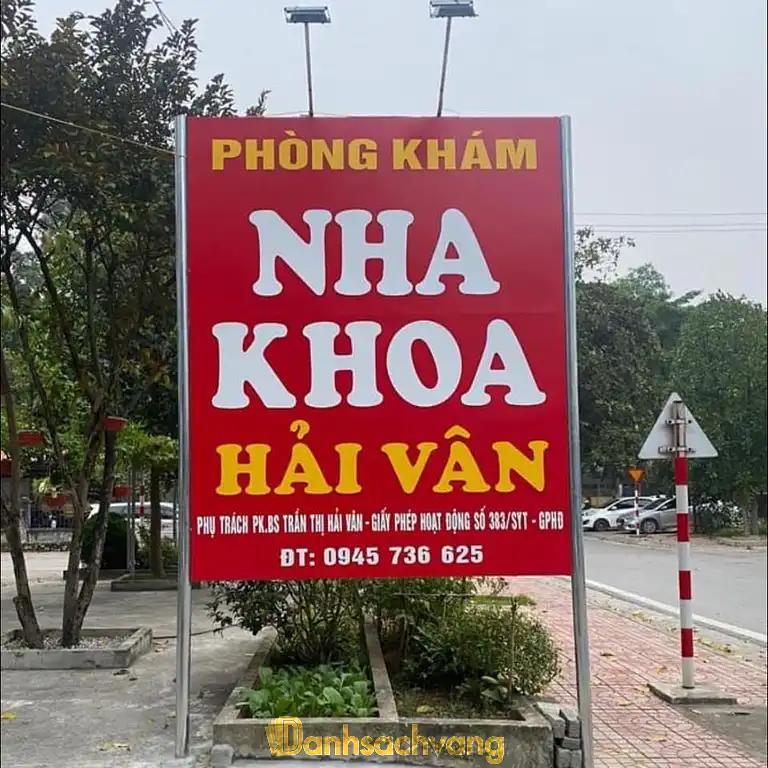 PHÒNG KHÁM
NHA
KHOA
HẢI VÂN
PHỤ TRÁCH PK.BS TRẦN THỊ HẢI VÂN - GIẤY PHÉP HOẠT ĐỘNG SỐ 383/SYT - GPHĐ
ĐT: 0945 736 625
Danhsachvang